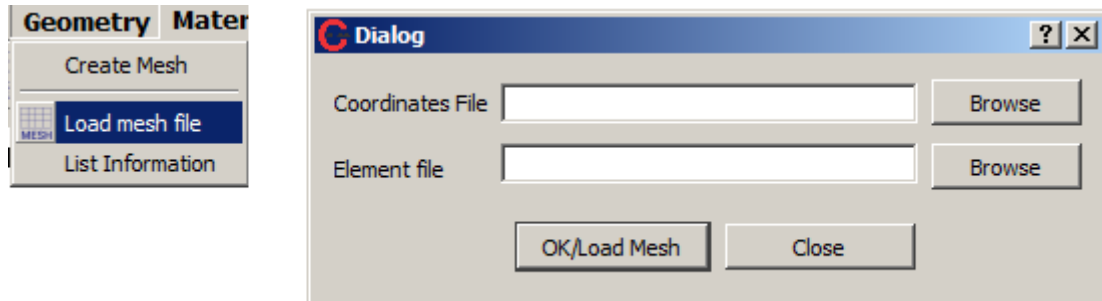 Geometry Mater
Create Mesh
MESH Load mesh file
List Information
Dialog
Coordinates File Browse
Element file Browse
OK/Load Mesh Close